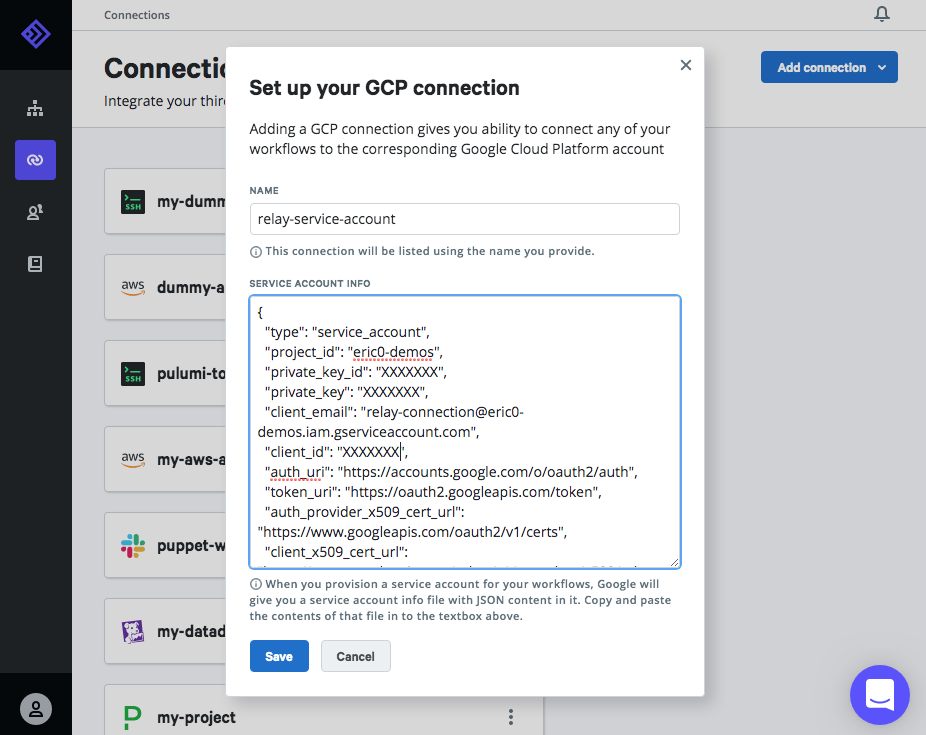 Connections
Connectio
Integrate your thir
Add connection
SSH
my-dumm
aws
dummy-a
SSH
pulumi-to
aws
my-aws-a
puppet-w
my-datad
my-project
Set up your GCP connection
Adding a GCP connection gives you ability to connect any of your
workflows to the corresponding Google Cloud Platform account
NAME
relay-service-account
This connection will be listed using the name you provide.
SERVICE ACCOUNT INFO
{
"type": "service_account",
"project_id": "eric0-demos",
"private_key_id": "XXXXXXX",
"private_key": "XXXXXXX",
"client_email": "relay-connection@eric0-
demos.iam.gserviceaccount.com",
"client_id": "XXXXXXX",
"auth_uri": "https://accounts.google.com/o/oauth2/auth",
"token_uri": "https://oauth2.googleapis.com/token",
"auth_provider_x509_cert_url":
"https://www.googleapis.com/oauth2/v1/certs",
"client_x509_cert_url":
When you provision a service account for your workflows, Google will
give you a service account info file with JSON content in it. Copy and paste
the contents of that file in to the textbox above.
Save
Cancel